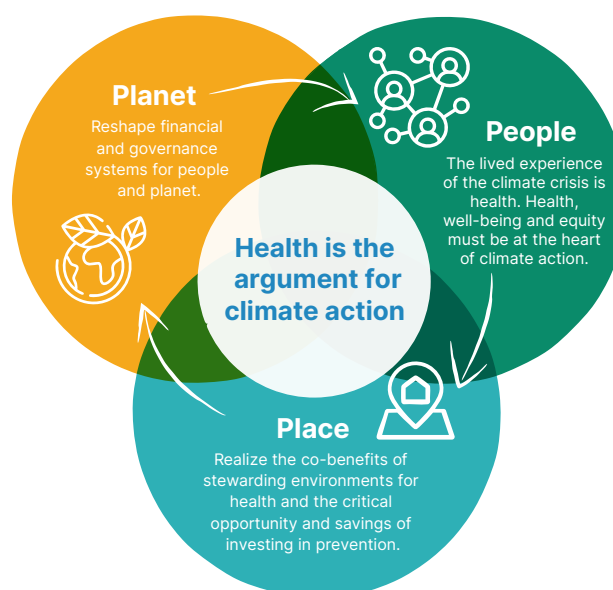 Planet
Reshape financial
and governance
systems for people
and planet.
People
The lived experience
of the climate crisis is
health. Health,
well-being and equity
must be at the heart
of climate action.
Health is the
argument for
climate action
Place
Realize the co-benefits of
stewarding environments for
health and the critical
opportunity and savings of
investing in prevention.